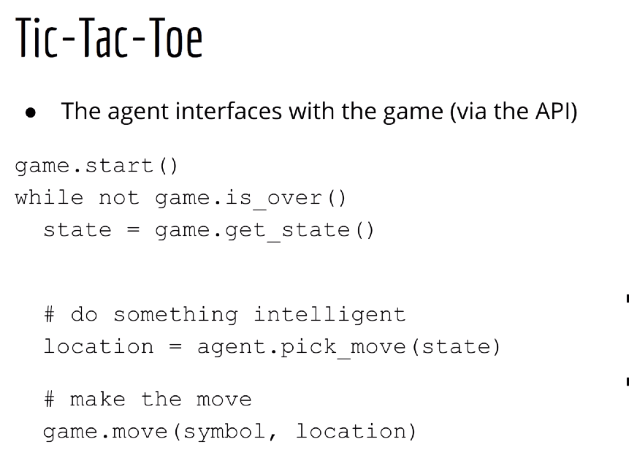 Tic-Tac-Toe
● The agent interfaces with the game (via the API)
game.start()
while not game.is_over()
  state = game.get_state()
  # do something intelligent
  location = agent.pick_move(state)
  # make the move
  game.move(symbol, location)